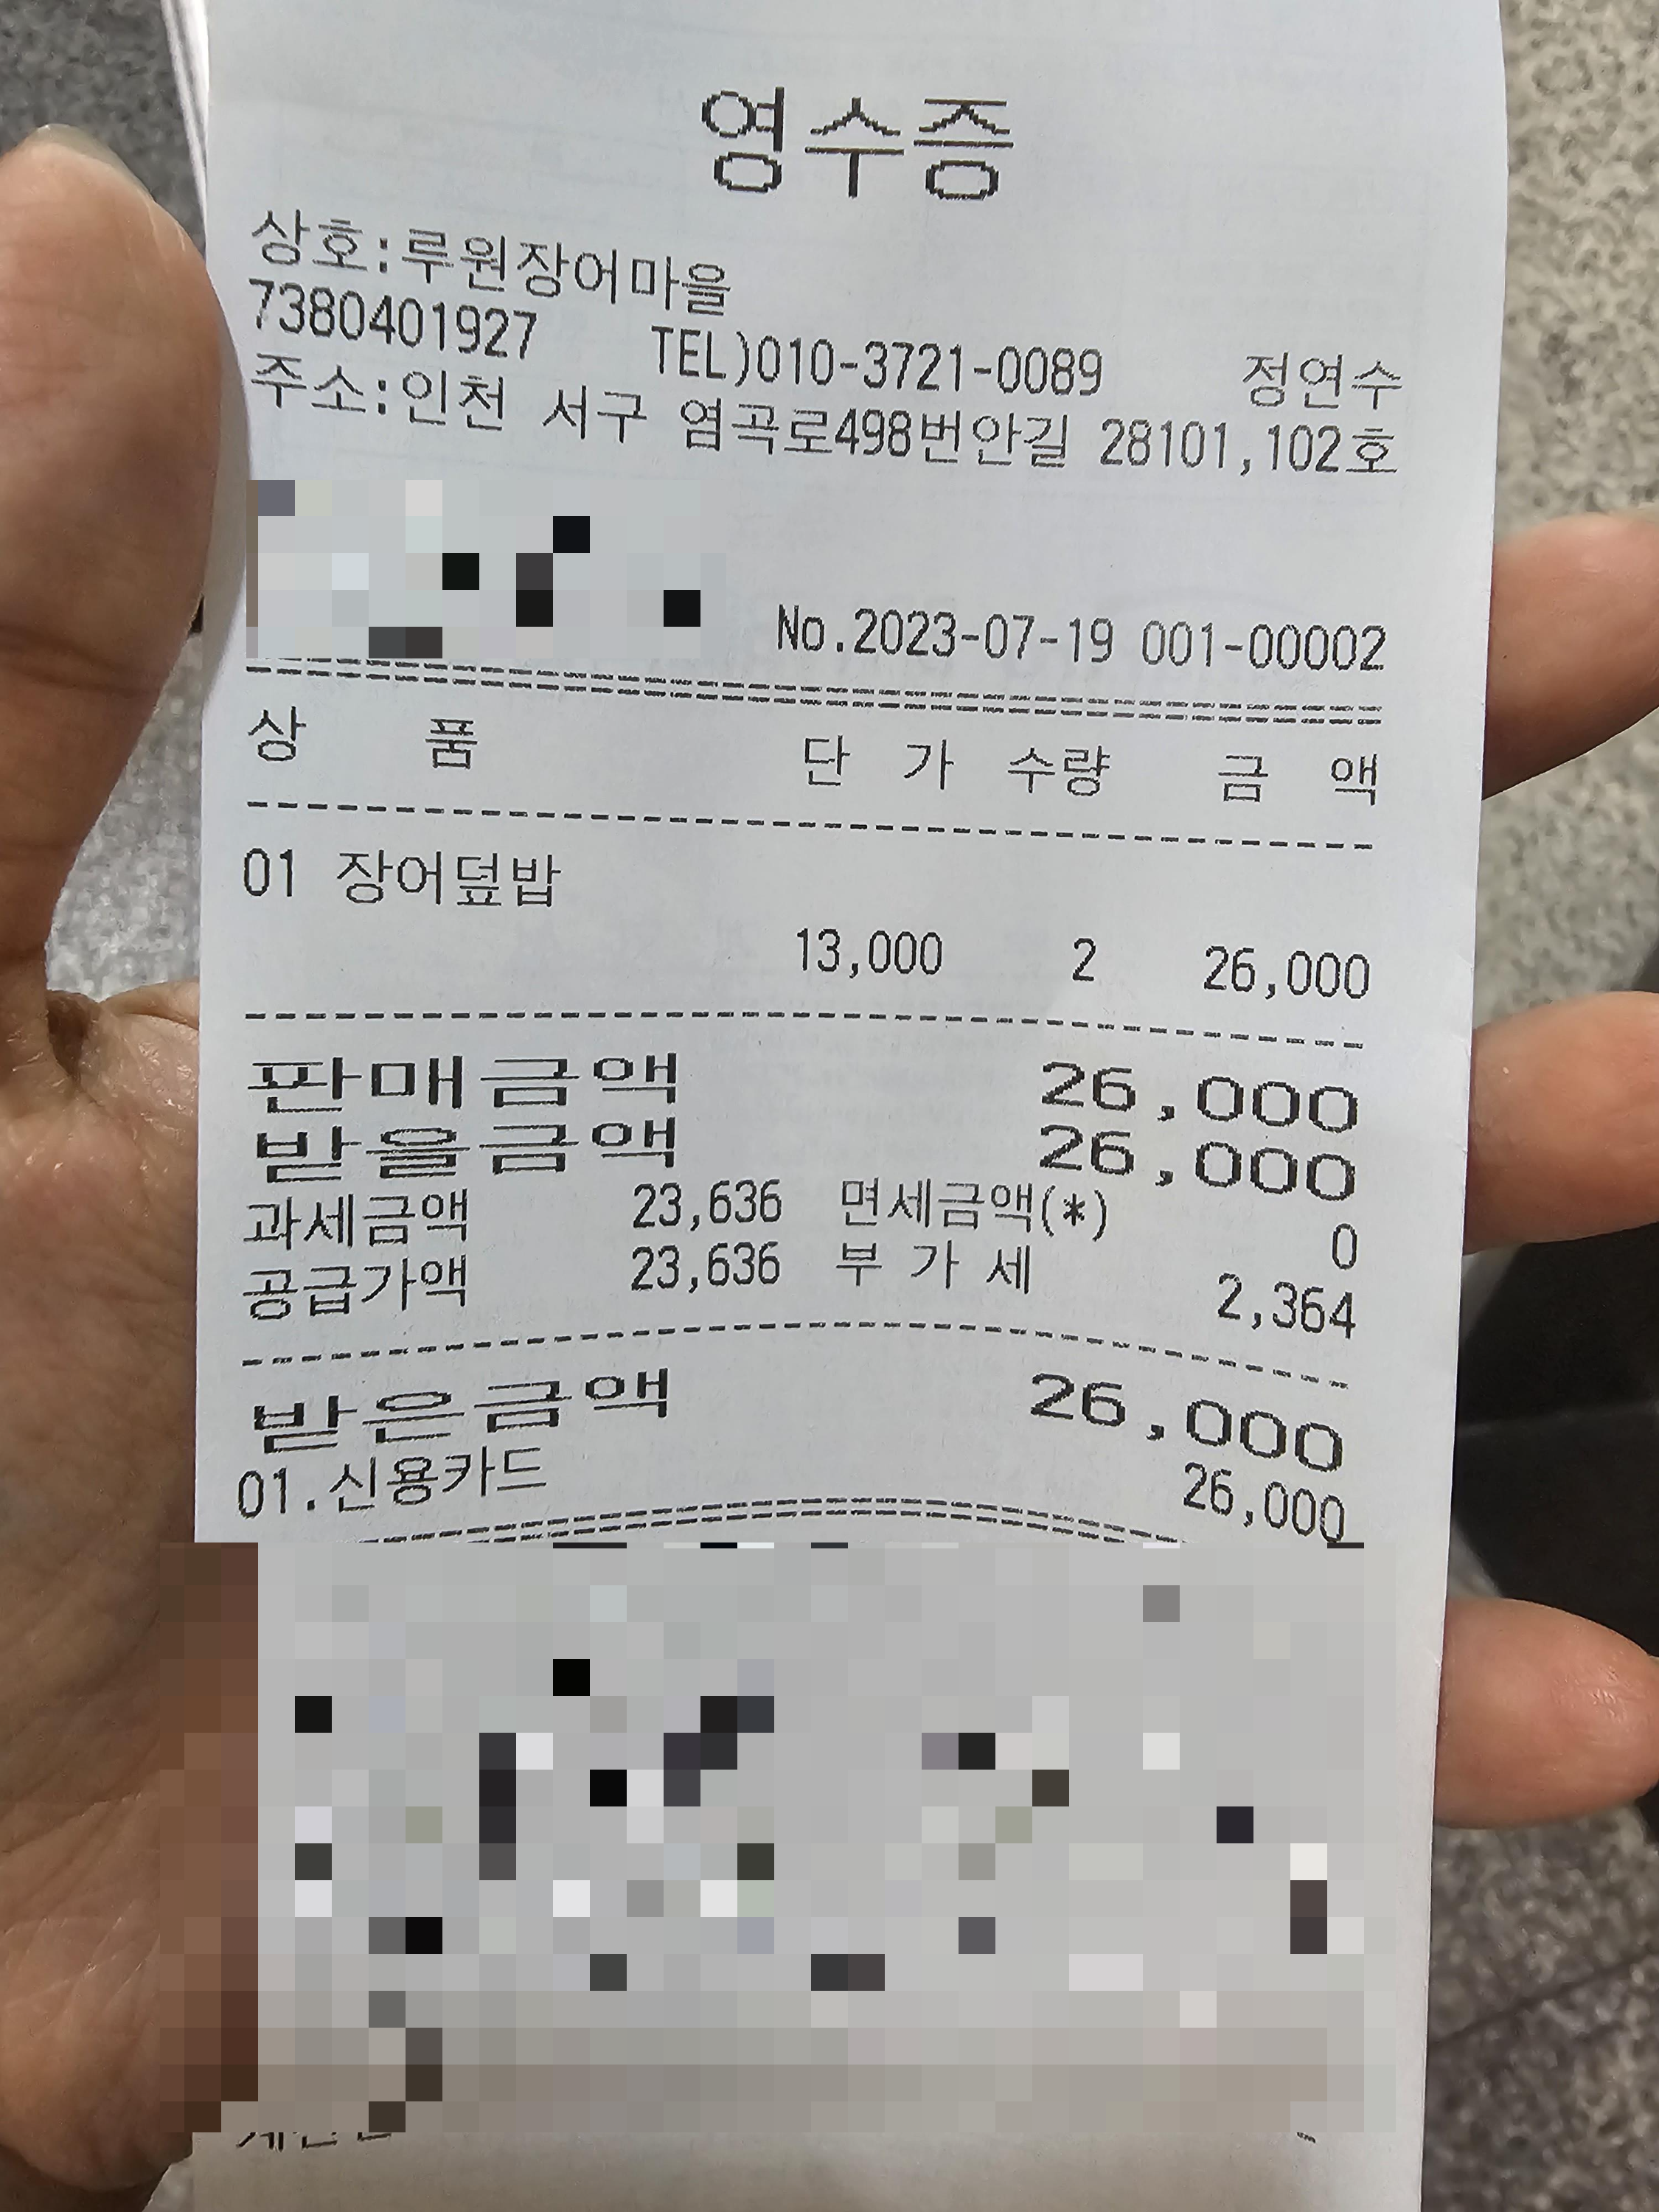 영수증
상호:루원장어마을
7380401927 TEL)010-3721-0089 정연수
주소:인천 서구 염곡로498번안길 28101,102호
No.2023-07-19 001-00002
상 품 단 가 수량 금 액
01 장어덮밥
13,000 2 26,000
판매금액 26,000
받을금액 26,000
과세금액 23,636 면세금액(*) 0
공급가액 23,636 부 가 세 2,364
받은금액 26,000
01.신용카드 26,000